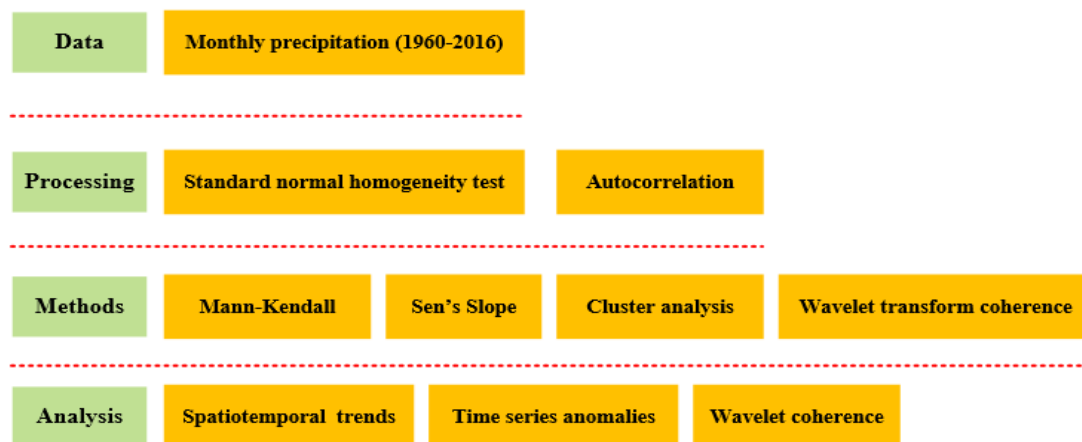 Data
Monthly precipitation (1960-2016)
Processing
Standard normal homogeneity test
Autocorrelation
Methods
Mann-Kendall
Sen's Slope
Cluster analysis
Wavelet transform coherence
Analysis
Spatiotemporal trends
Time series anomalies
Wavelet coherence